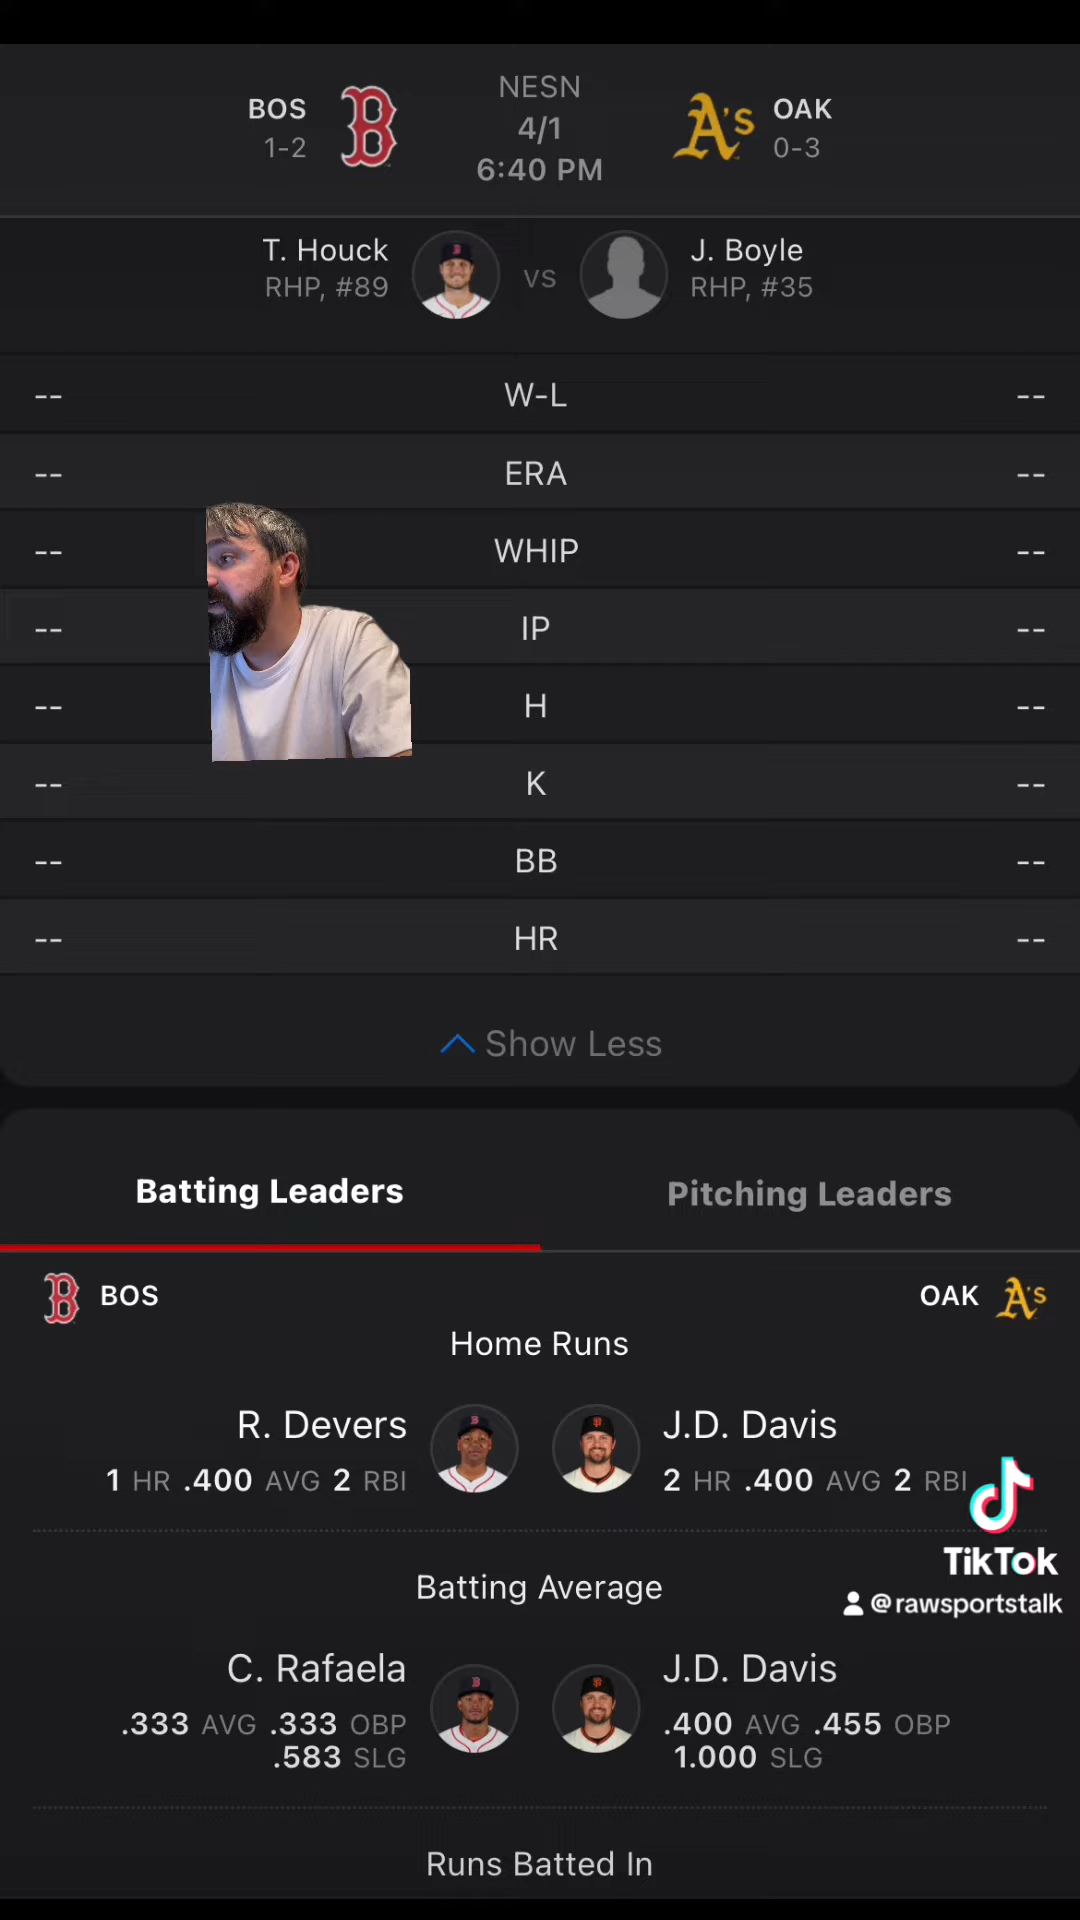 NESN
BOS
4/1
OAK
1-2
6:40 PM
0-3
T. Houck
RHP, #89
vs
J. Boyle
RHP, #35
-- W-L --
-- ERA --
-- WHIP --
-- IP --
-- H --
-- K --
-- BB --
-- HR --
Show Less
Batting Leaders
Pitching Leaders
B BOS
OAK A's
Home Runs
R. Devers
1 HR .400 AVG 2 RBI
J.D. Davis
2 HR .400 AVG 2 RBI
TikTok
@rawsportstalk
Batting Average
C. Rafaela
.333 AVG .333 OBP
.583 SLG
J.D. Davis
.400 AVG .455 OBP
1.000 SLG
Runs Batted In